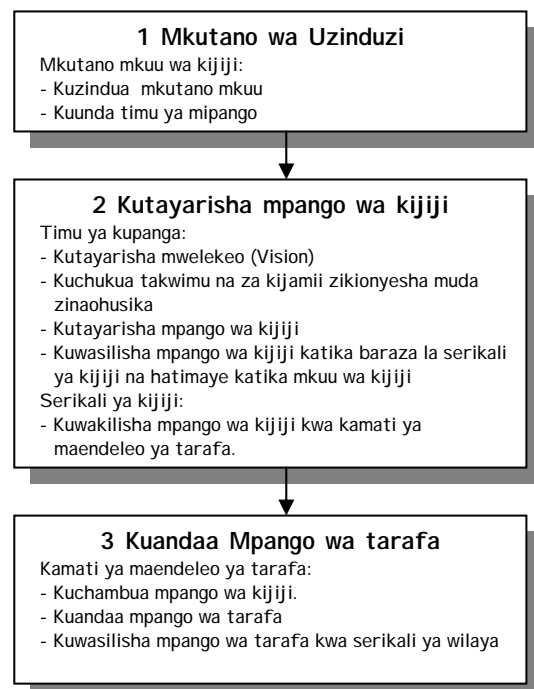 1 Mkutano wa Uzinduzi
Mkutano mkuu wa kijiji:
- Kuzindua mkutano mkuu
- Kuunda timu ya mipango
2 Kutayarisha mpango wa kijiji
Timu ya kupanga:
- Kutayarisha mwelekeo (Vision)
- Kuchukua takwimu na za kijamii zikionyesha muda
zinaohusika
- Kutayarisha mpango wa kijiji
- Kuwasilisha mpango wa kijiji katika baraza la serikali
ya kijiji na hatimaye katika mkuu wa kijiji
Serikali ya kijiji:
- Kuwakilisha mpango wa kijiji kwa kamati ya
maendeleo ya tarafa.
3 Kuandaa Mpango wa tarafa
Kamati ya maendeleo ya tarafa:
- Kuchambua mpango wa kijiji.
- Kuandaa mpango wa tarafa
- Kuwasilisha mpango wa tarafa kwa serikali ya wilaya